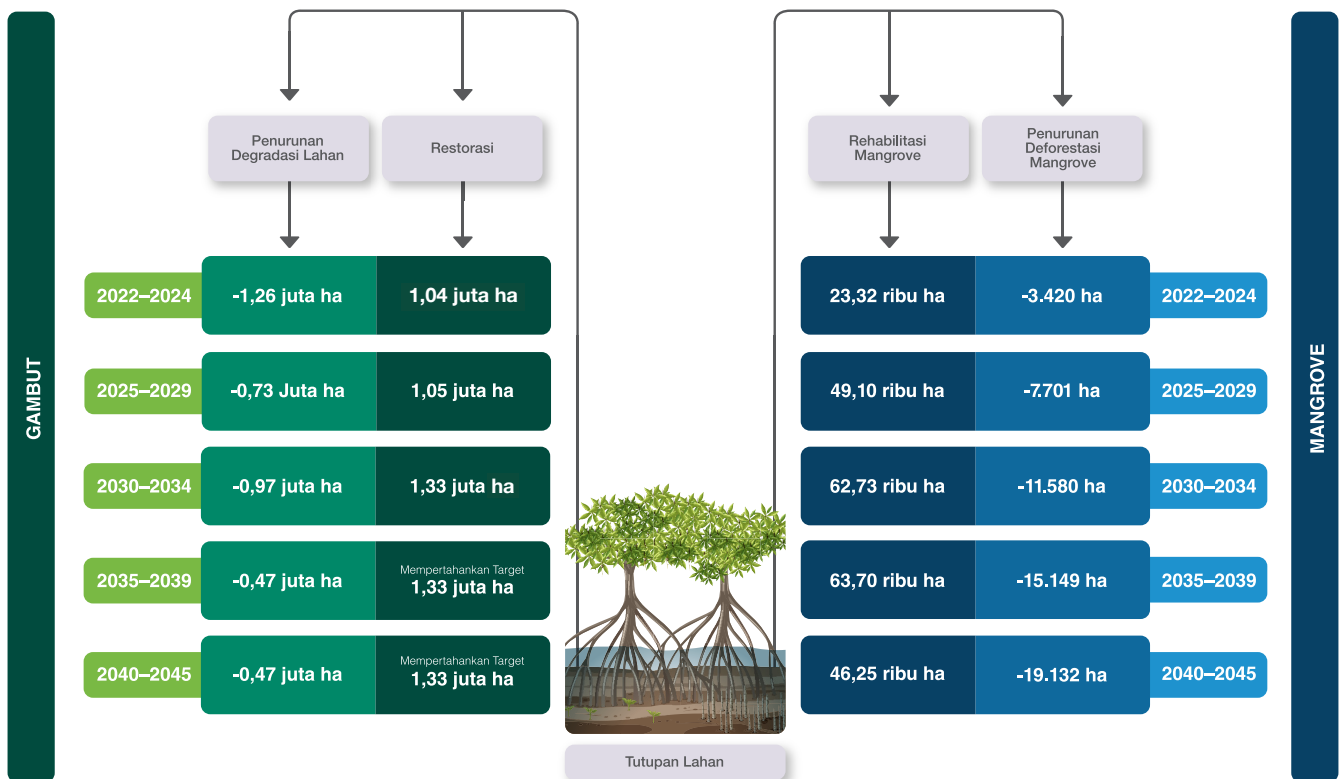 GAMBUT
Penurunan
Degradasi Lahan
Restorasi
2022–2024
-1,26 juta ha
1,04 juta ha
2025–2029
-0,73 Juta ha
1,05 juta ha
2030–2034
-0,97 juta ha
1,33 juta ha
2035–2039
-0,47 juta ha
Mempertahankan Target
1,33 juta ha
2040–2045
-0,47 juta ha
Mempertahankan Target
1,33 juta ha
Tutupan Lahan
Rehabilitasi
Mangrove
Penurunan
Deforestasi
Mangrove
23,32 ribu ha
-3.420 ha
2022–2024
49,10 ribu ha
-7.701 ha
2025–2029
62,73 ribu ha
-11.580 ha
2030–2034
63,70 ribu ha
-15.149 ha
2035–2039
46,25 ribu ha
-19.132 ha
2040–2045
MANGROVE